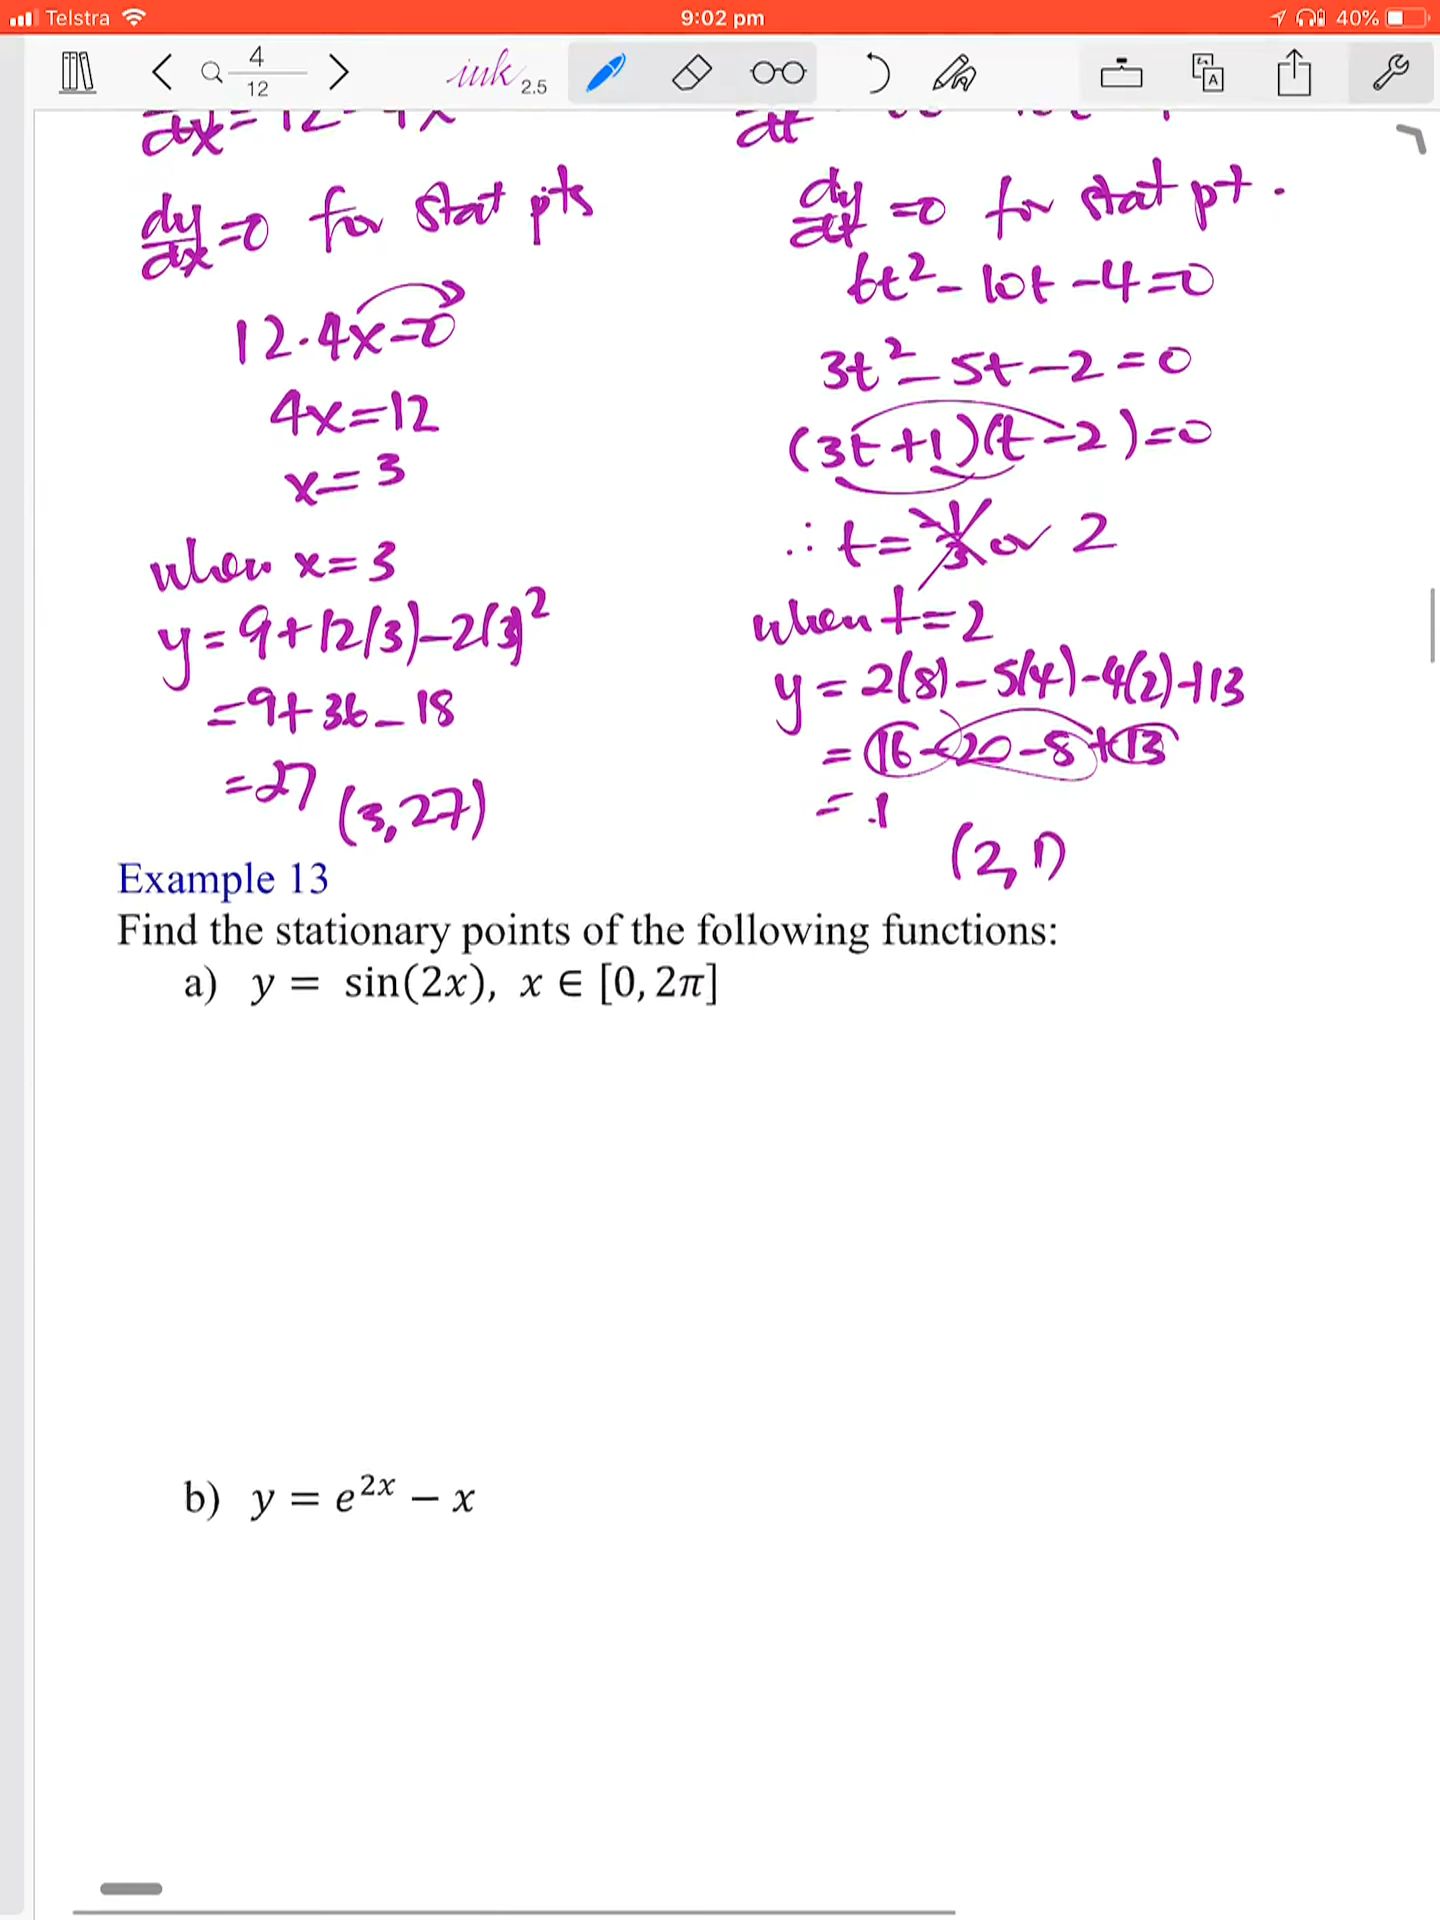 Telstra 9:02 pm 40%
4
12
ink 2.5
dy/dx = 0 for stat pts
12 - 4x = 0
4x = 12
x = 3
when x = 3
y = 9 + 12(3) - 2(3)²
= 9 + 36 - 18
= 27 (3, 27)
dy/dt = 0 for stat pt.
6t² - 10t - 4 = 0
3t² - 5t - 2 = 0
(3t + 1)(t - 2) = 0
∴ t = -1/3 or 2
when t = 2
y = 2(8) - 5(4) - 4(2) + 13
= 16 - 20 - 8 + 13
= 1
(2, 1)
Example 13
Find the stationary points of the following functions:
a) y = sin(2x), x ∈ [0, 2π]
b) y = e²ˣ − x